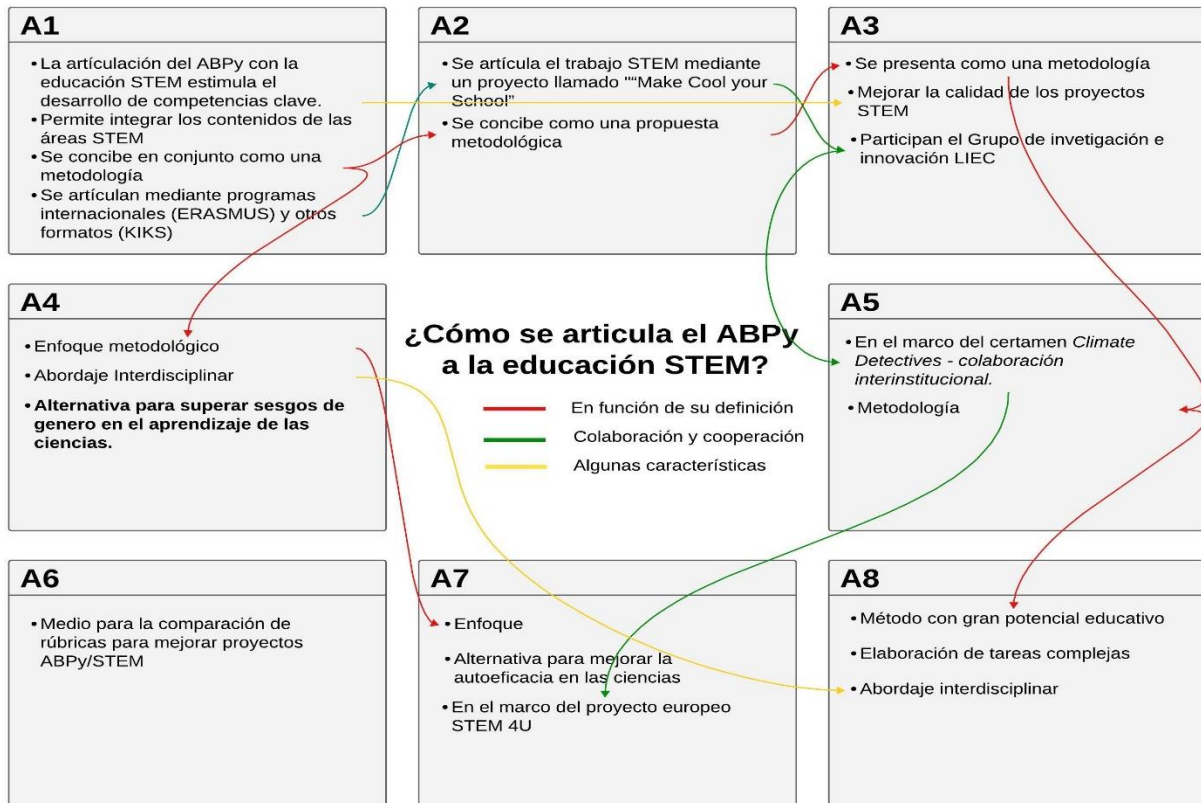 A1
• La artículación del ABPy con la
educación STEM estimula el
desarrollo de competencias clave.
• Permite integrar los contenidos de las
áreas STEM
• Se concibe en conjunto como una
metodología
• Se artículan mediante programas
internacionales (ERASMUS) y otros
formatos (KIKS)
A2
• Se artícula el trabajo STEM mediante
un proyecto llamado "“Make Cool your
School”
• Se concibe como una propuesta
metodológica
A3
• Se presenta como una metodología
• Mejorar la calidad de los proyectos
STEM
• Participan el Grupo de invetigación e
innovación LIEC
A4
• Enfoque metodológico
• Abordaje Interdisciplinar
• Alternativa para superar sesgos de
genero en el aprendizaje de las
ciencias.
¿Cómo se articula el ABPy
a la educación STEM?
En función de su definición
Colaboración y cooperación
Algunas característicás
A5
• En el marco del certamen Climate
Detectives - colaboración
interinstitucional.
• Metodología
A6
• Medio para la comparación de
rúbricas para mejorar proyectos
ABPy/STEM
A7
• Enfoque
• Alternativa para mejorar la
autoeficacia en las ciencias
• En el marco del proyecto europeo
STEM 4U
A8
• Método con gran potencial educativo
• Elaboración de tareas complejas
• Abordaje interdisciplinar